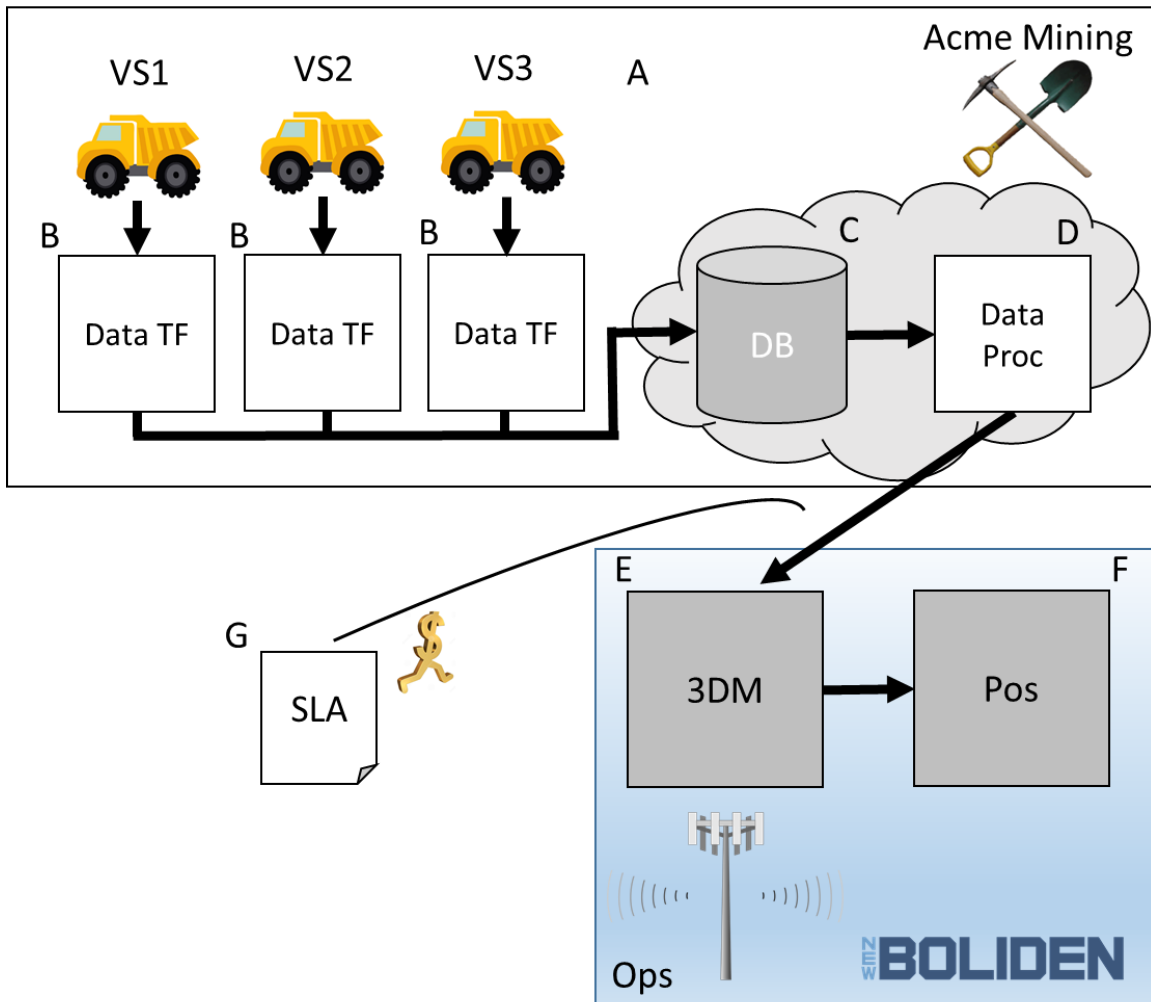 Acme Mining
VS1
VS2
VS3
A
B
B
B
C
D
Data TF
Data TF
Data TF
DB
Data
Proc
E
F
G
3DM
Pos
SLA
$
NEW
BOLIDEN
Ops